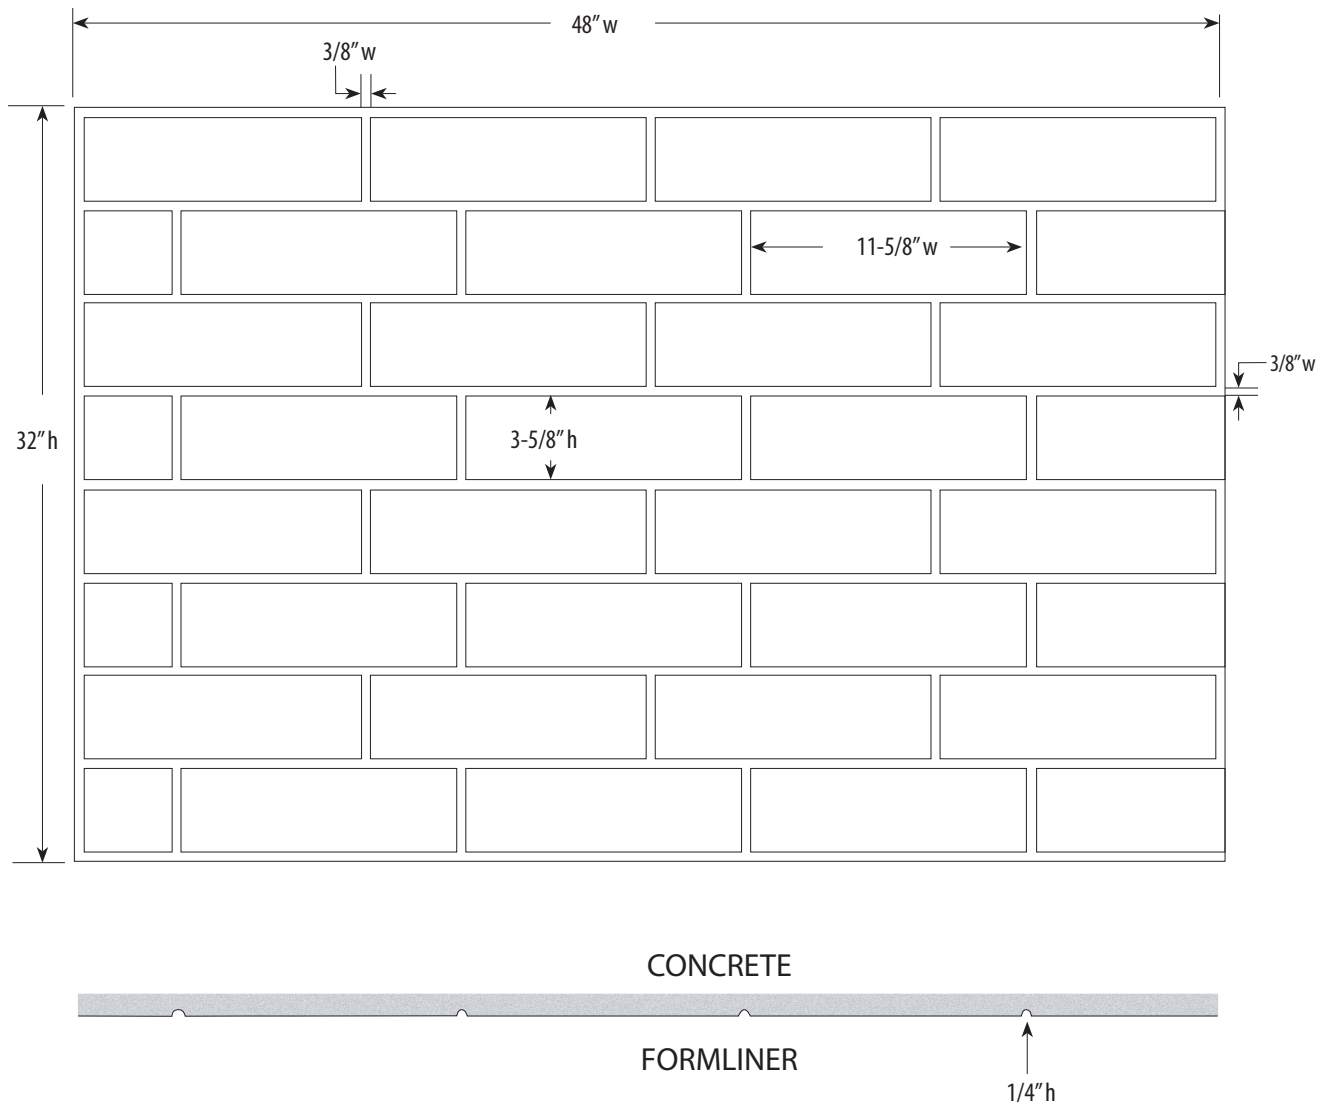 48" w
3/8" w
11-5/8" w
3/8" w
32" h
3-5/8" h
CONCRETE
FORMLINER
1/4" h